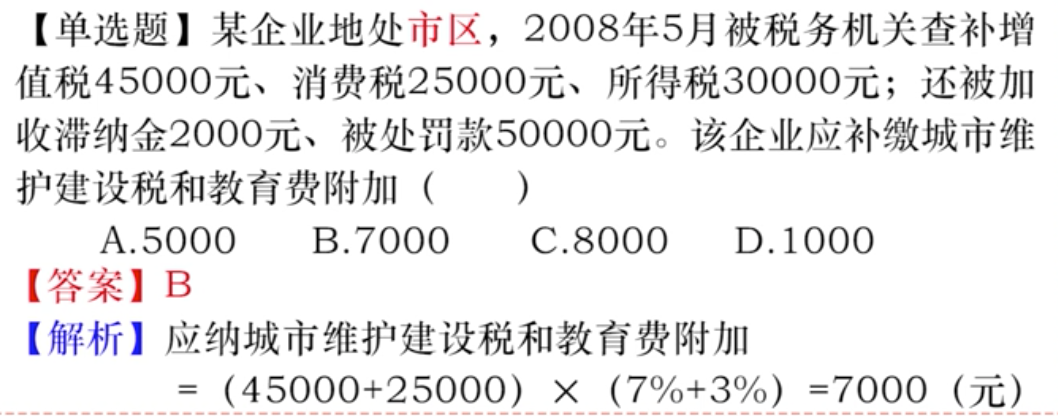 【单选题】某企业地处市区，2008年5月被税务机关查补增
值税45000元、消费税25000元、所得税30000元；还被加
收滞纳金2000元、被处罚款50000元。该企业应补缴城市维
护建设税和教育费附加（　　）
A.5000　B.7000　C.8000　D.1000
【答案】B
【解析】应纳城市维护建设税和教育费附加
=（45000+25000）×（7%+3%）=7000（元）